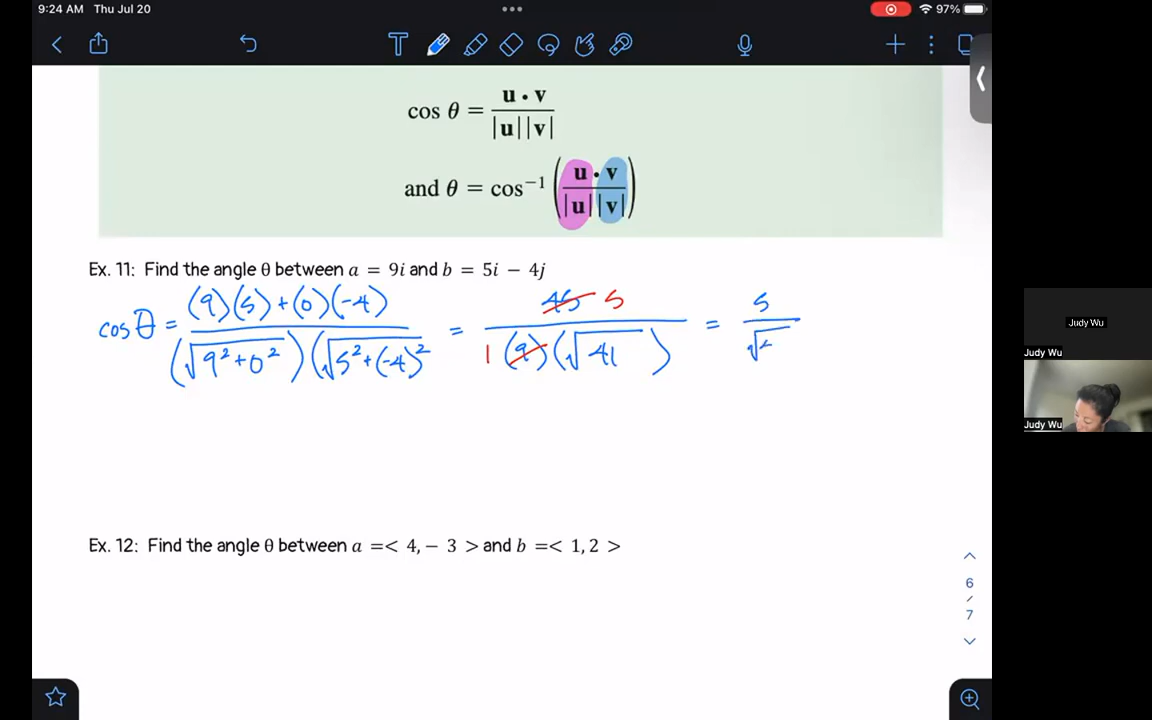 9:24 AM Thu Jul 20
97%
cos θ = u • v / |u||v|
and θ = cos⁻¹ (u • v / |u||v|)
Ex. 11: Find the angle θ between a = 9i and b = 5i − 4j
cos θ = (9)(5) + (0)(-4) / (√9² + 0²)(√5² + (-4)²) = 45 5 / 1 (9)(√41) = 5 / √4
Ex. 12: Find the angle θ between a =< 4, − 3 > and b =< 1, 2 >
6
/
7
Judy Wu
Judy Wu
Judy Wu